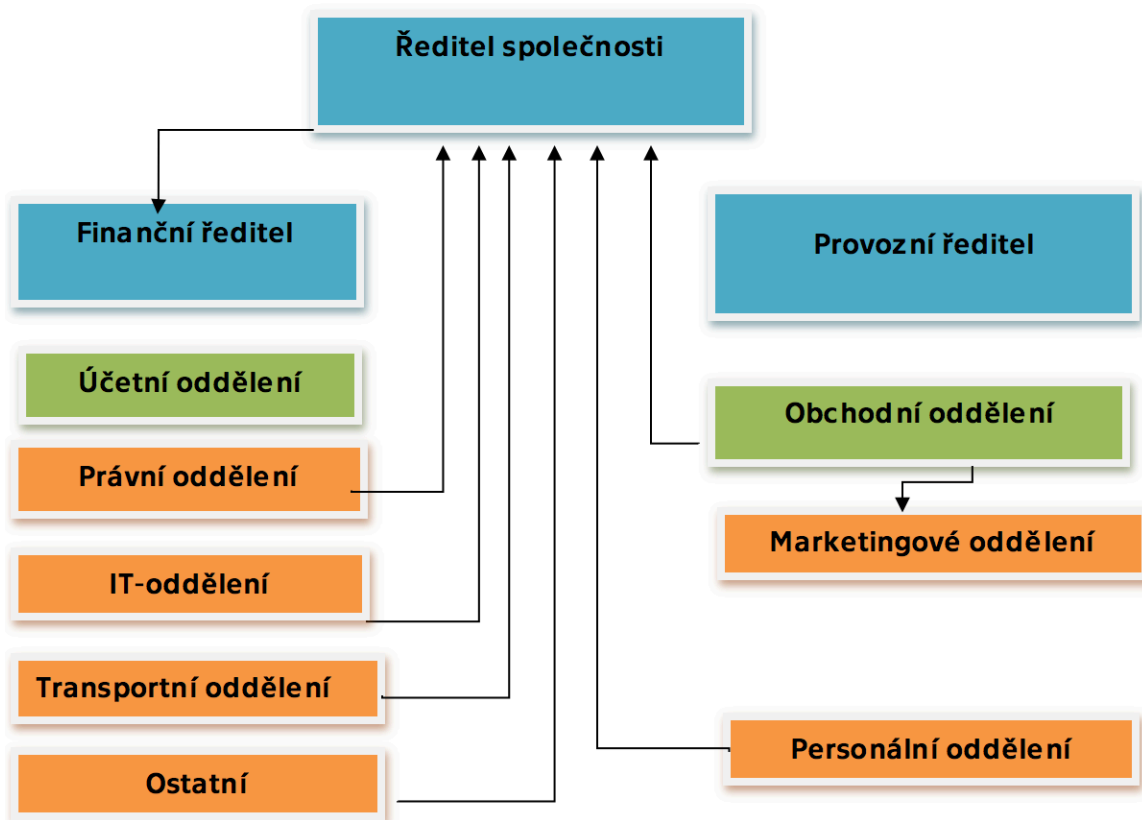 Ředitel společnosti
Finanční ředitel
Provozní ředitel
Účetní oddělení
Obchodní oddělení
Právní oddělení
Marketingové oddělení
IT-oddělení
Transportní oddělení
Personální oddělení
Ostatní